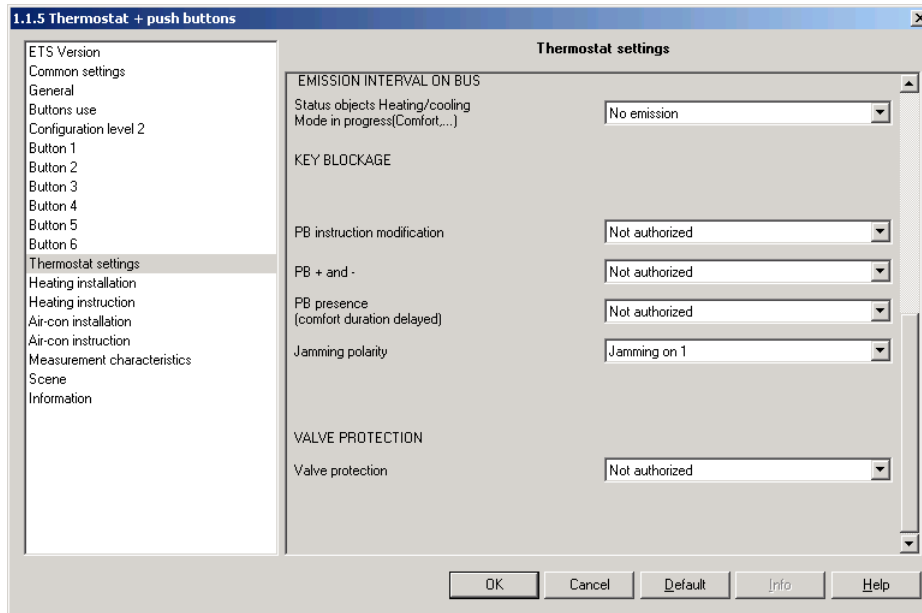 1.1.5 Thermostat + push buttons
ETS Version
Common settings
General
Buttons use
Configuration level 2
Button 1
Button 2
Button 3
Button 4
Button 5
Button 6
Thermostat settings
Heating installation
Heating instruction
Air-con installation
Air-con instruction
Measurement characteristics
Scene
Information
Thermostat settings
EMISSION INTERVAL ON BUS
Status objects Heating/cooling
Mode in progress(Comfort,...)
No emission
KEY BLOCKAGE
PB instruction modification
Not authorized
PB + and -
Not authorized
PB presence
(comfort duration delayed)
Not authorized
Jamming polarity
Jamming on 1
VALVE PROTECTION
Valve protection
Not authorized
OK
Cancel
Default
Info
Help